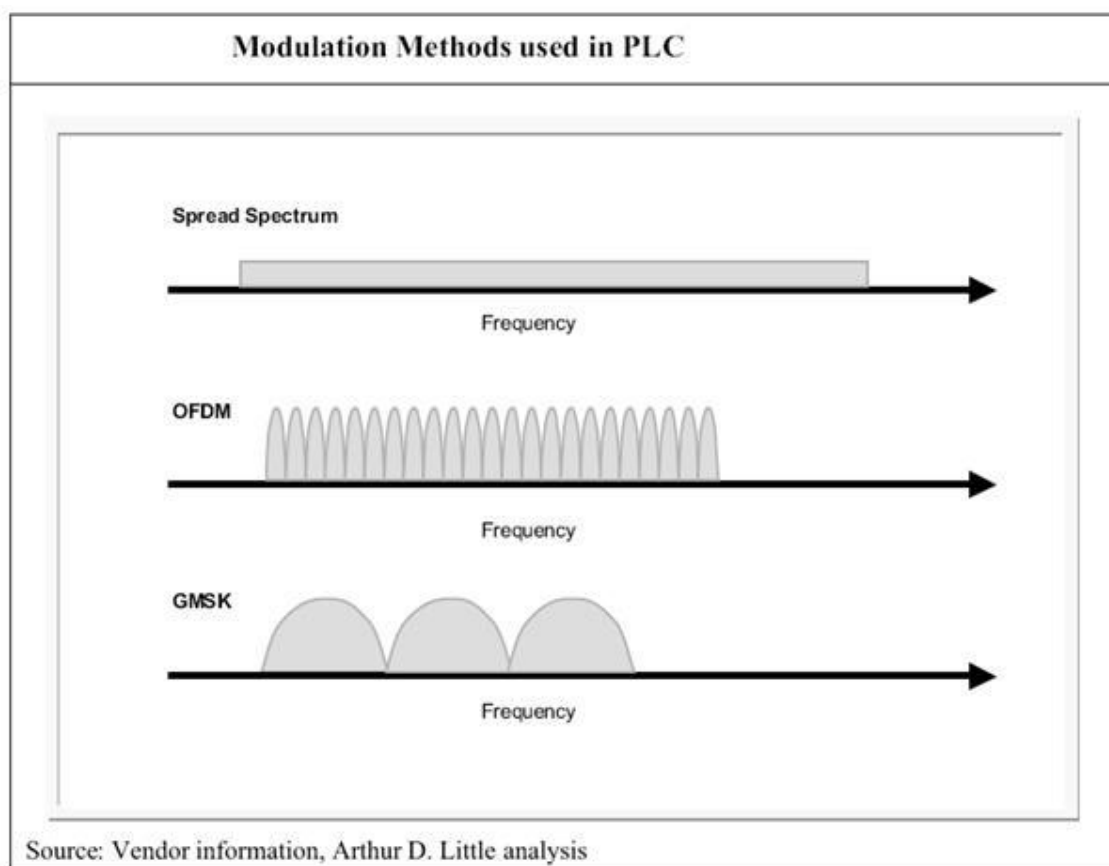 Modulation Methods used in PLC
Spread Spectrum
Frequency
OFDM
Frequency
GMSK
Frequency
Source: Vendor information, Arthur D. Little analysis